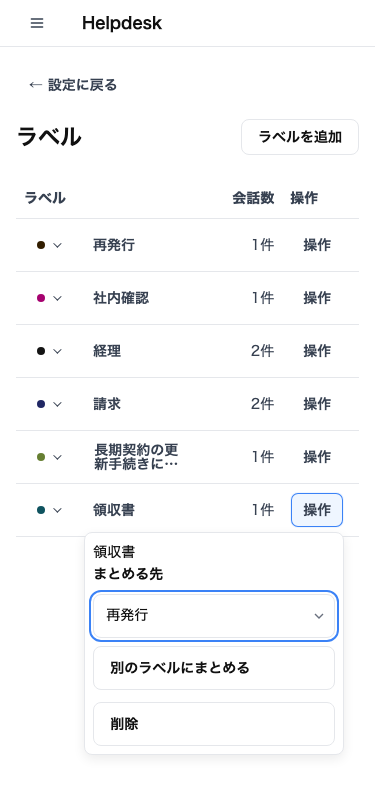 Helpdesk
← 設定に戻る
ラベル
ラベルを追加
ラベル 会話数 操作
再発行 1件 操作
社内確認 1件 操作
経理 2件 操作
請求 2件 操作
長期契約の更
新手続きに… 1件 操作
領収書 1件 操作
領収書
まとめる先
再発行
別のラベルにまとめる
削除